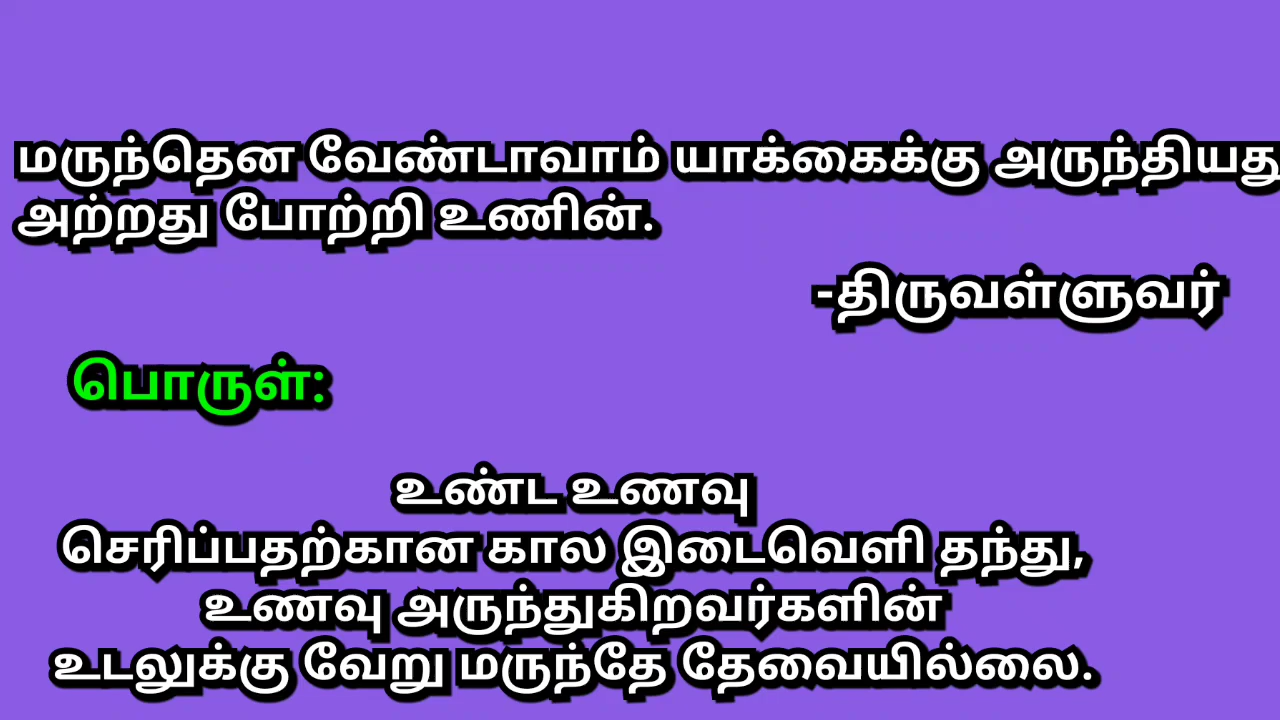 மருந்தென வேண்டாவாம் யாக்கைக்கு அருந்தியது
அற்றது போற்றி உணின்.
-திருவள்ளுவர்
பொருள்:
உண்ட உணவு
செரிப்பதற்கான கால இடைவெளி தந்து,
உணவு அருந்துகிறவர்களின்
உடலுக்கு வேறு மருந்தே தேவையில்லை.